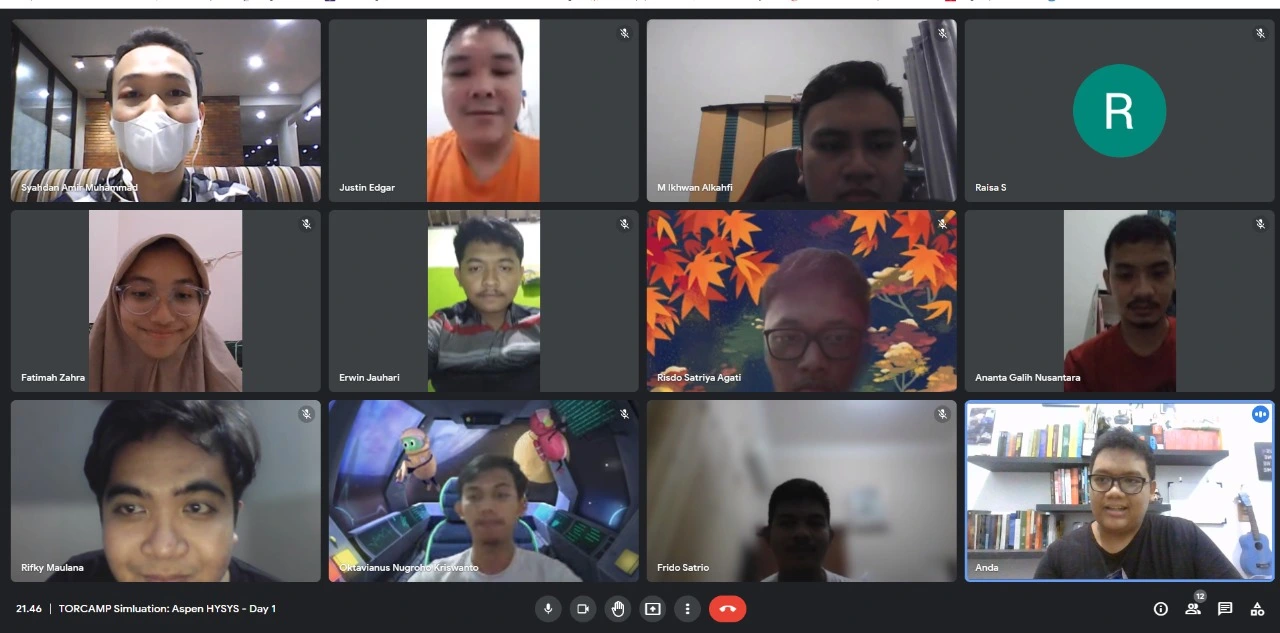 Syahdan Amir Muhammad
Justin Edgar
M Ikhwan Alkahfi
R
Raisa S
Fatimah Zahra
Erwin Jauhari
Risdo Satriya Agati
Ananta Galih Nusantara
Rifky Maulana
Oktavianus Nugroho Kriswanto
Frido Satrio
Anda
21.46 | TORCAMP Simluation: Aspen HYSYS - Day 1
12